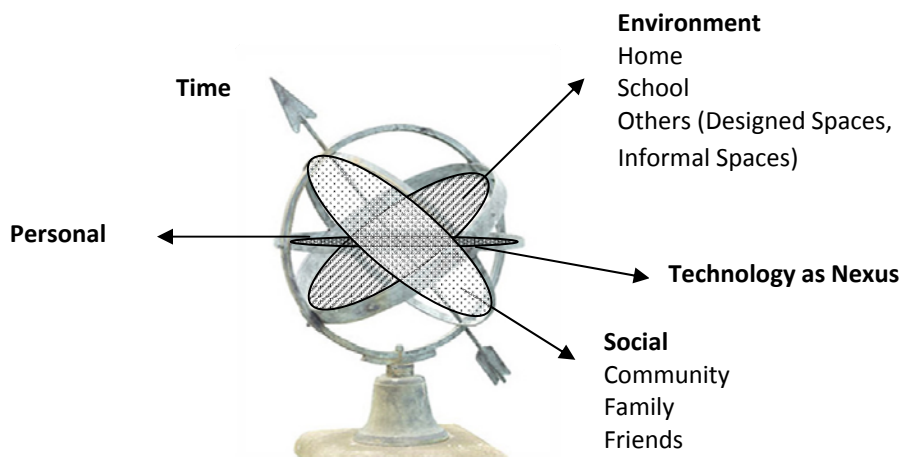 Environment
Home
School
Others (Designed Spaces,
Informal Spaces)
Time
Personal
Technology as Nexus
Social
Community
Family
Friends